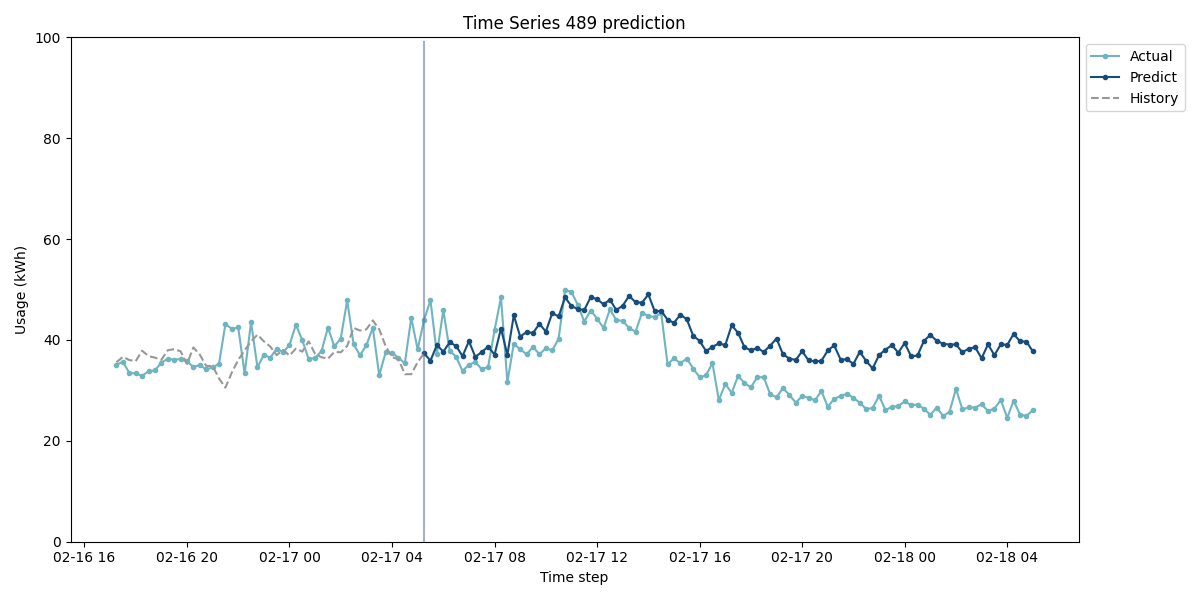 Time Series 489 prediction
Usage (kWh)
100
80
60
40
20
0
02-16 16
02-16 20
02-17 00
02-17 04
02-17 08
02-17 12
02-17 16
02-17 20
02-18 00
02-18 04
Time step
Actual
Predict
History